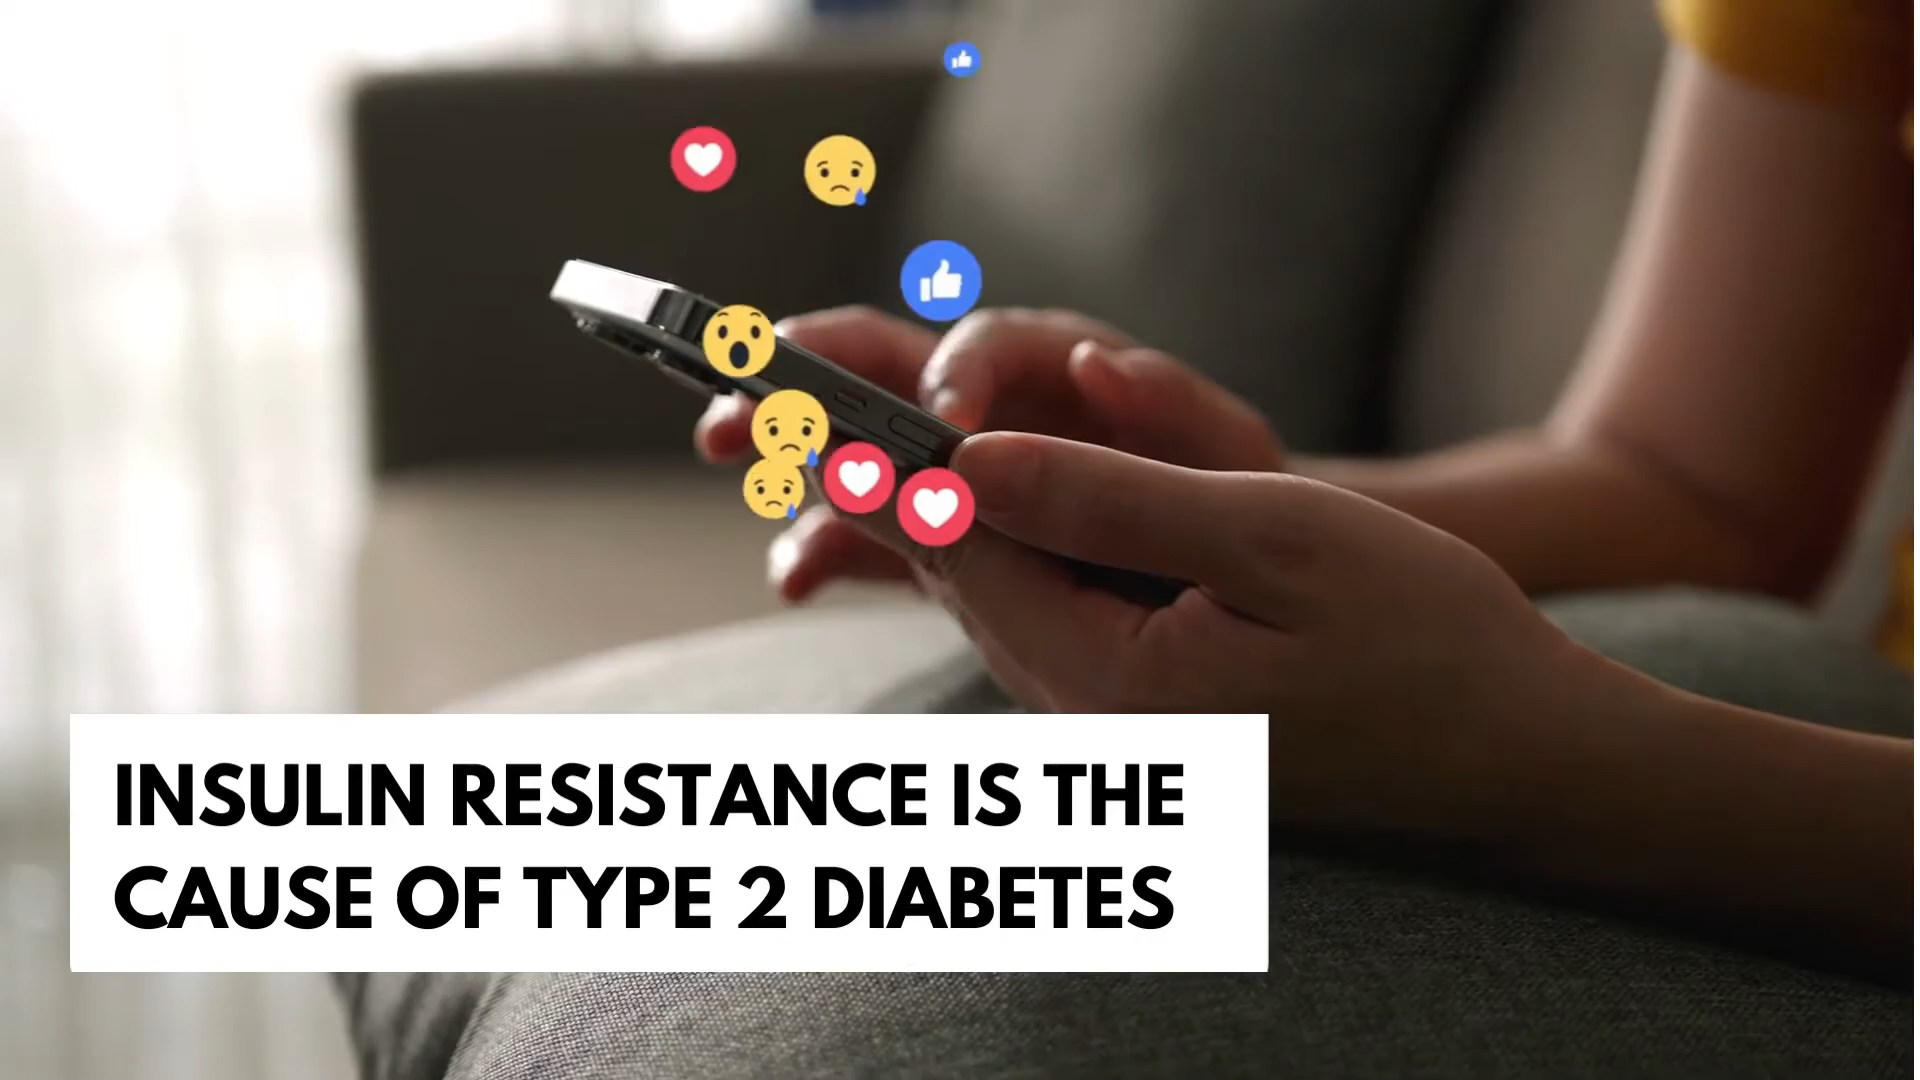 INSULIN RESISTANCE IS THE
CAUSE OF TYPE 2 DIABETES